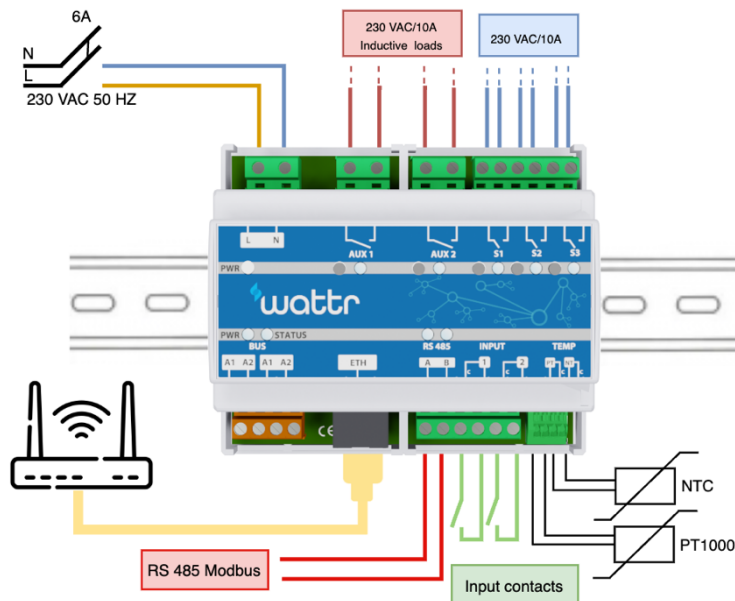 6A
N
L
230 VAC 50 HZ
230 VAC/10A
Inductive loads
230 VAC/10A
L N
AUX 1
AUX 2
S1
S2
S3
PWR
wattr
PWR
STATUS
BUS
RS 485
INPUT
TEMP
A1 A2 A1 A2
ETH
A B
1
2
C
C
C
C
CE
NTC
PT1000
RS 485 Modbus
Input contacts